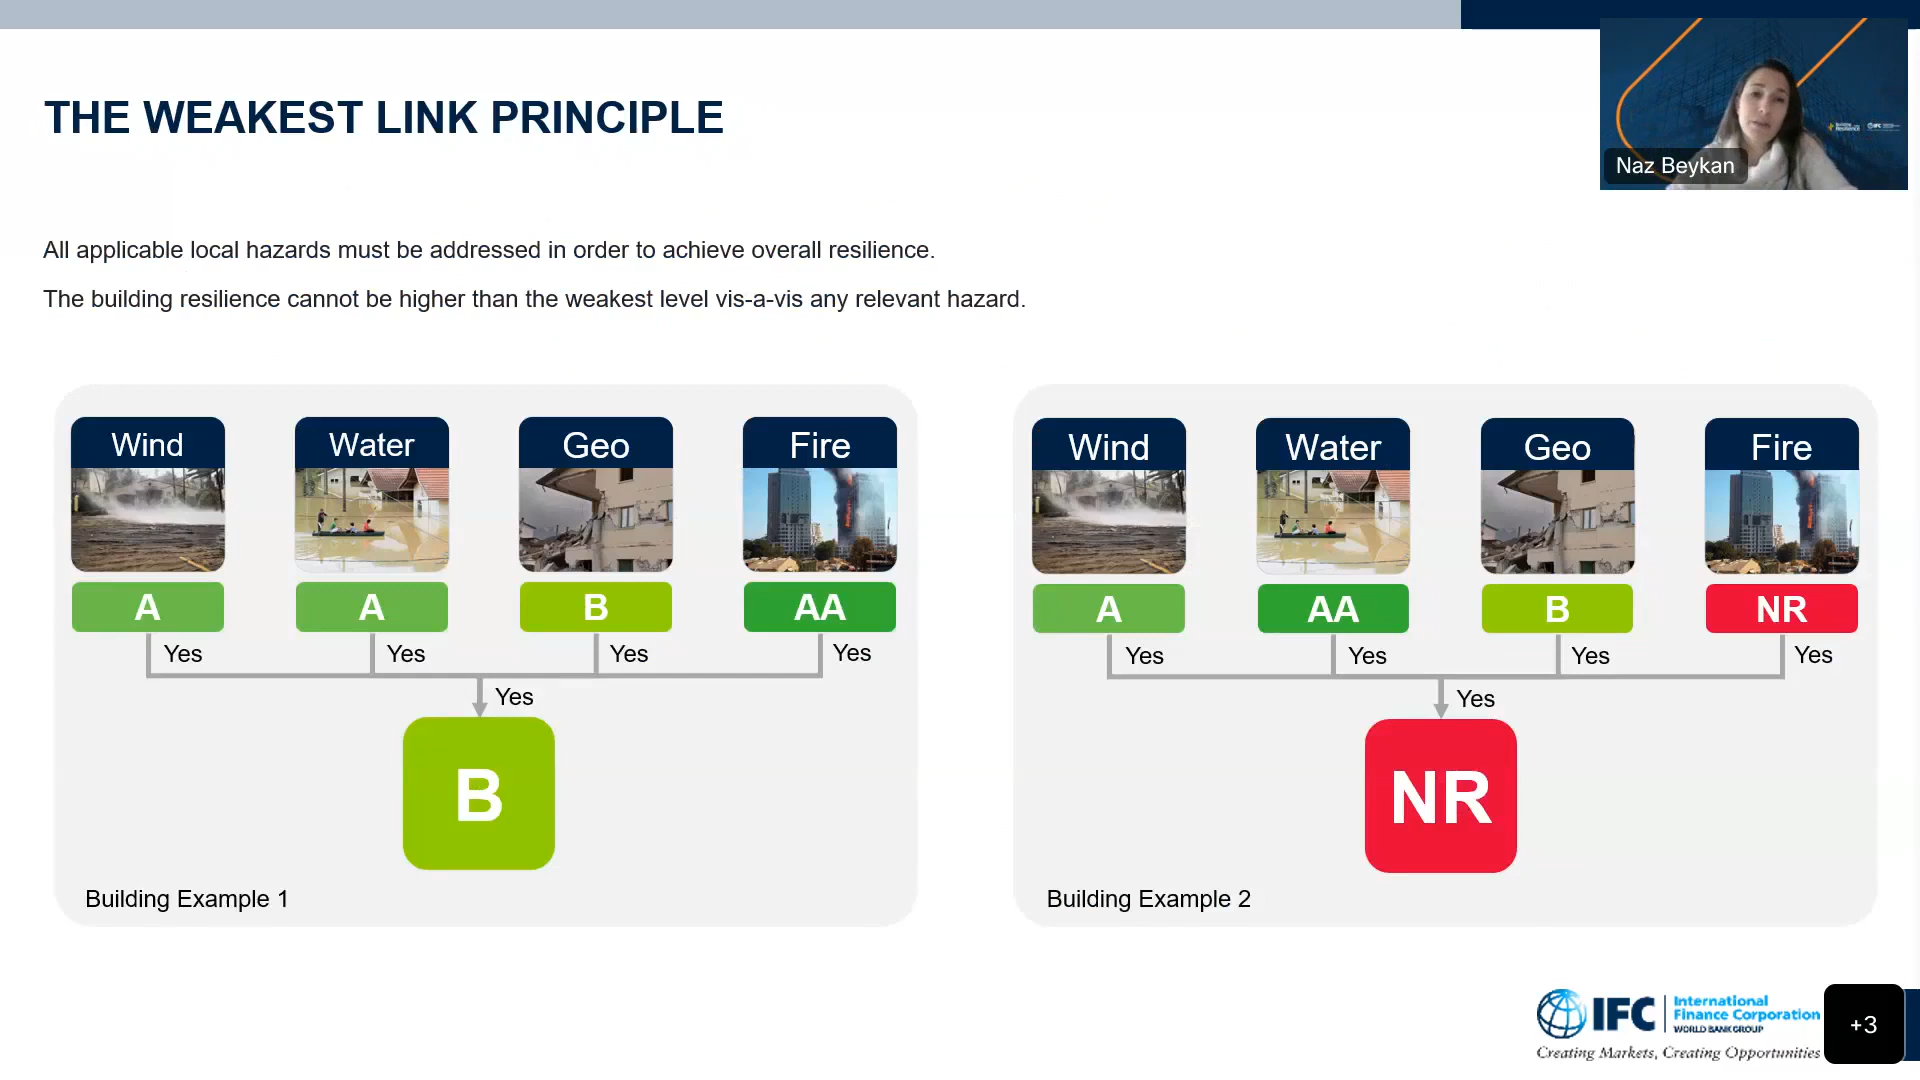 THE WEAKEST LINK PRINCIPLE
Naz Beykan
All applicable local hazards must be addressed in order to achieve overall resilience.
The building resilience cannot be higher than the weakest level vis-a-vis any relevant hazard.
Wind Water Geo Fire
A A B AA
Yes Yes Yes Yes
Yes
B
Building Example 1
Wind Water Geo Fire
A AA B NR
Yes Yes Yes Yes
Yes
NR
Building Example 2
IFC International
Finance Corporation
WORLD BANK GROUP
Creating Markets, Creating Opportunities
+3